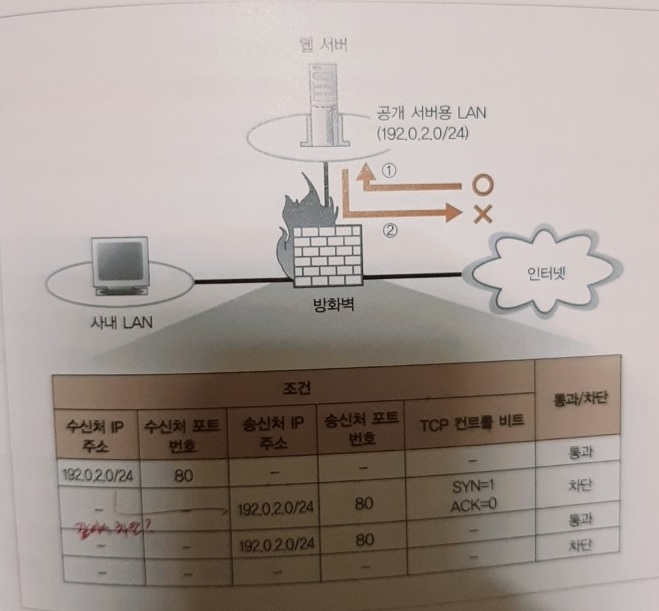 웹 서버
공개 서버용 LAN
(192.0.2.0/24)
①
②
사내 LAN
방화벽
인터넷
조건
통과/차단
수신처 IP
주소
수신처 포트
번호
송신처 IP
주소
송신처 포트
번호
TCP 컨트롤 비트
192.0.2.0/24 80 – – – 통과
– – 192.0.2.0/24 80 SYN=1
ACK=0 차단
– – 192.0.2.0/24 80 – 통과
– – – – – 차단